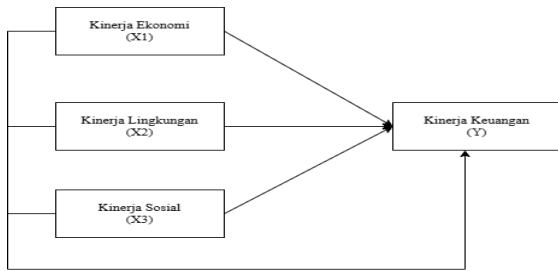 Kinerja Ekonomi
(X1)
Kinerja Lingkungan
(X2)
Kinerja Keuangan
(Y)
Kinerja Sosial
(X3)